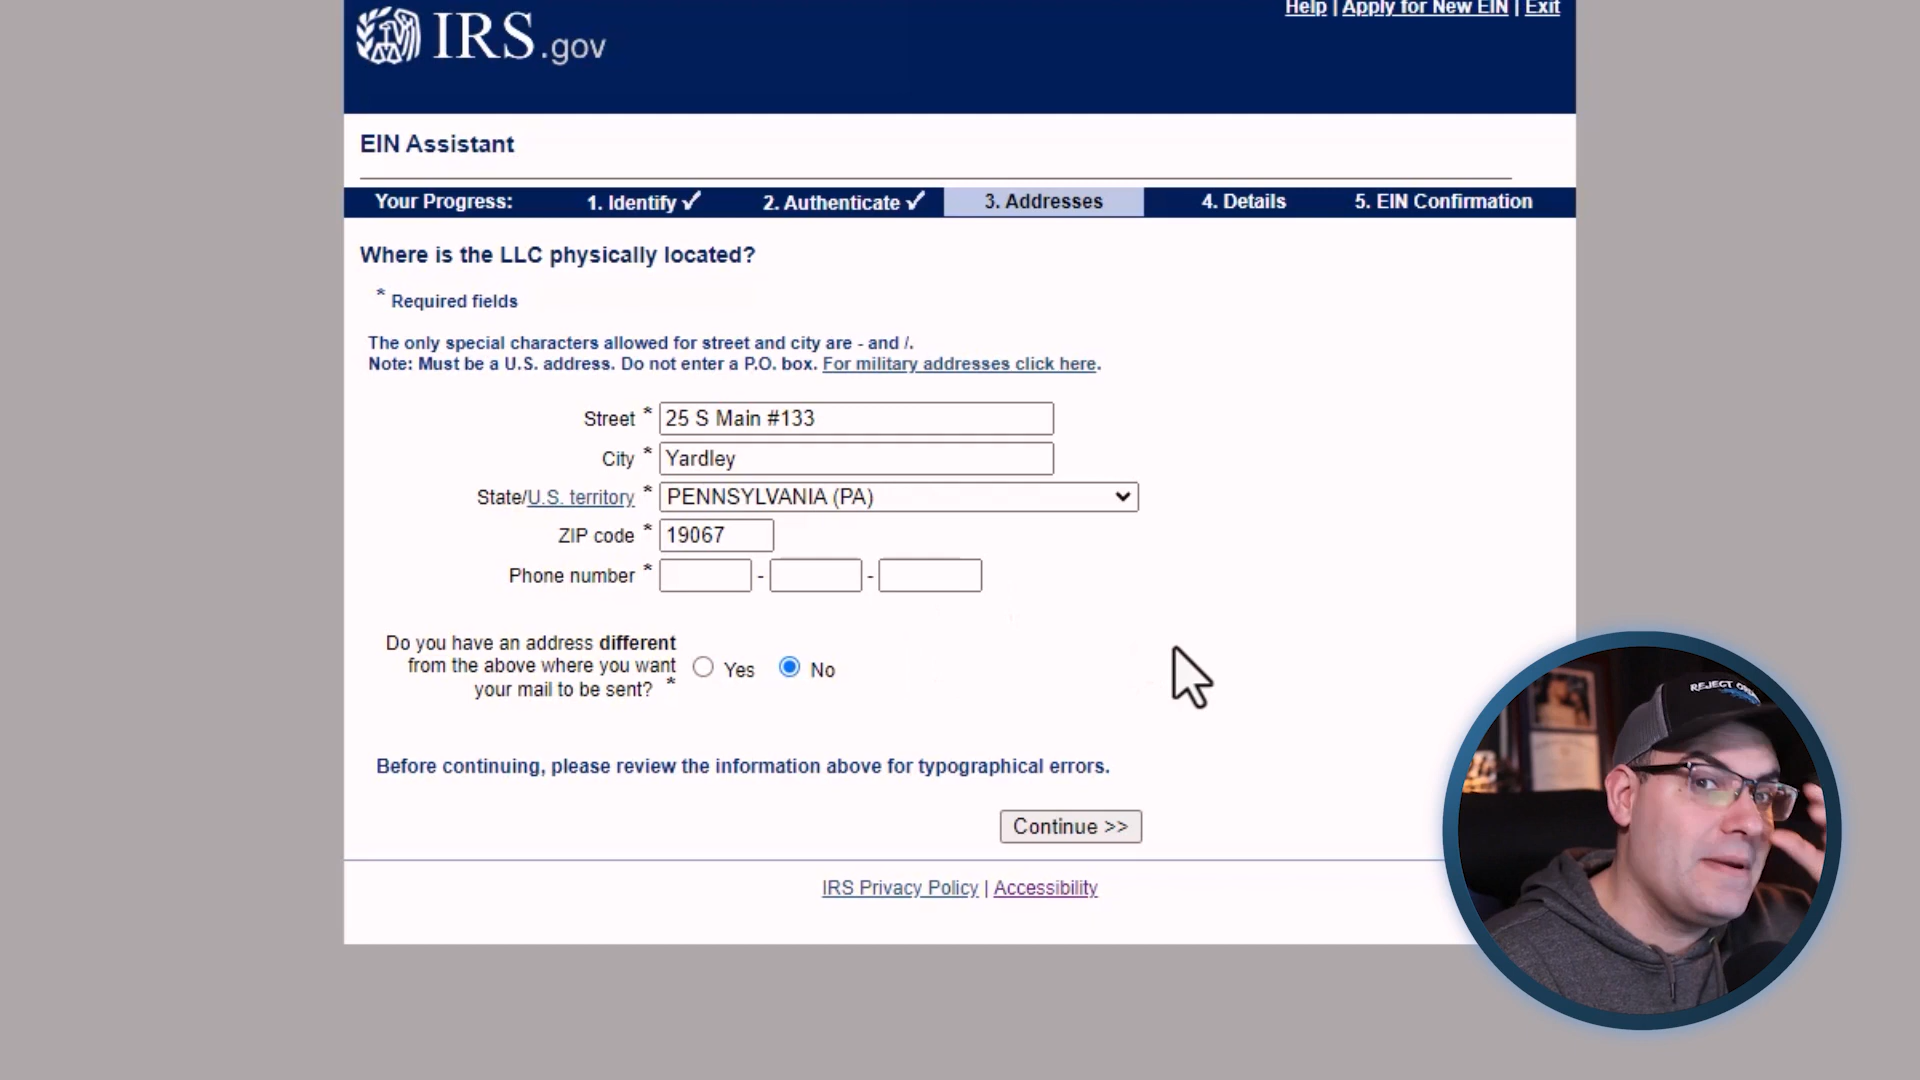 Help | Apply for New EIN | Exit
IRS.gov
EIN Assistant
Your Progress: 1. Identify ✓ 2. Authenticate ✓ 3. Addresses 4. Details 5. EIN Confirmation
Where is the LLC physically located?
* Required fields
The only special characters allowed for street and city are - and /.
Note: Must be a U.S. address. Do not enter a P.O. box. For military addresses click here.
Street * 25 S Main #133
City * Yardley
State/U.S. territory * PENNSYLVANIA (PA)
ZIP code * 19067
Phone number * - -
Do you have an address different
from the above where you want
your mail to be sent? * Yes No
Before continuing, please review the information above for typographical errors.
Continue >>
IRS Privacy Policy | Accessibility
REJECT